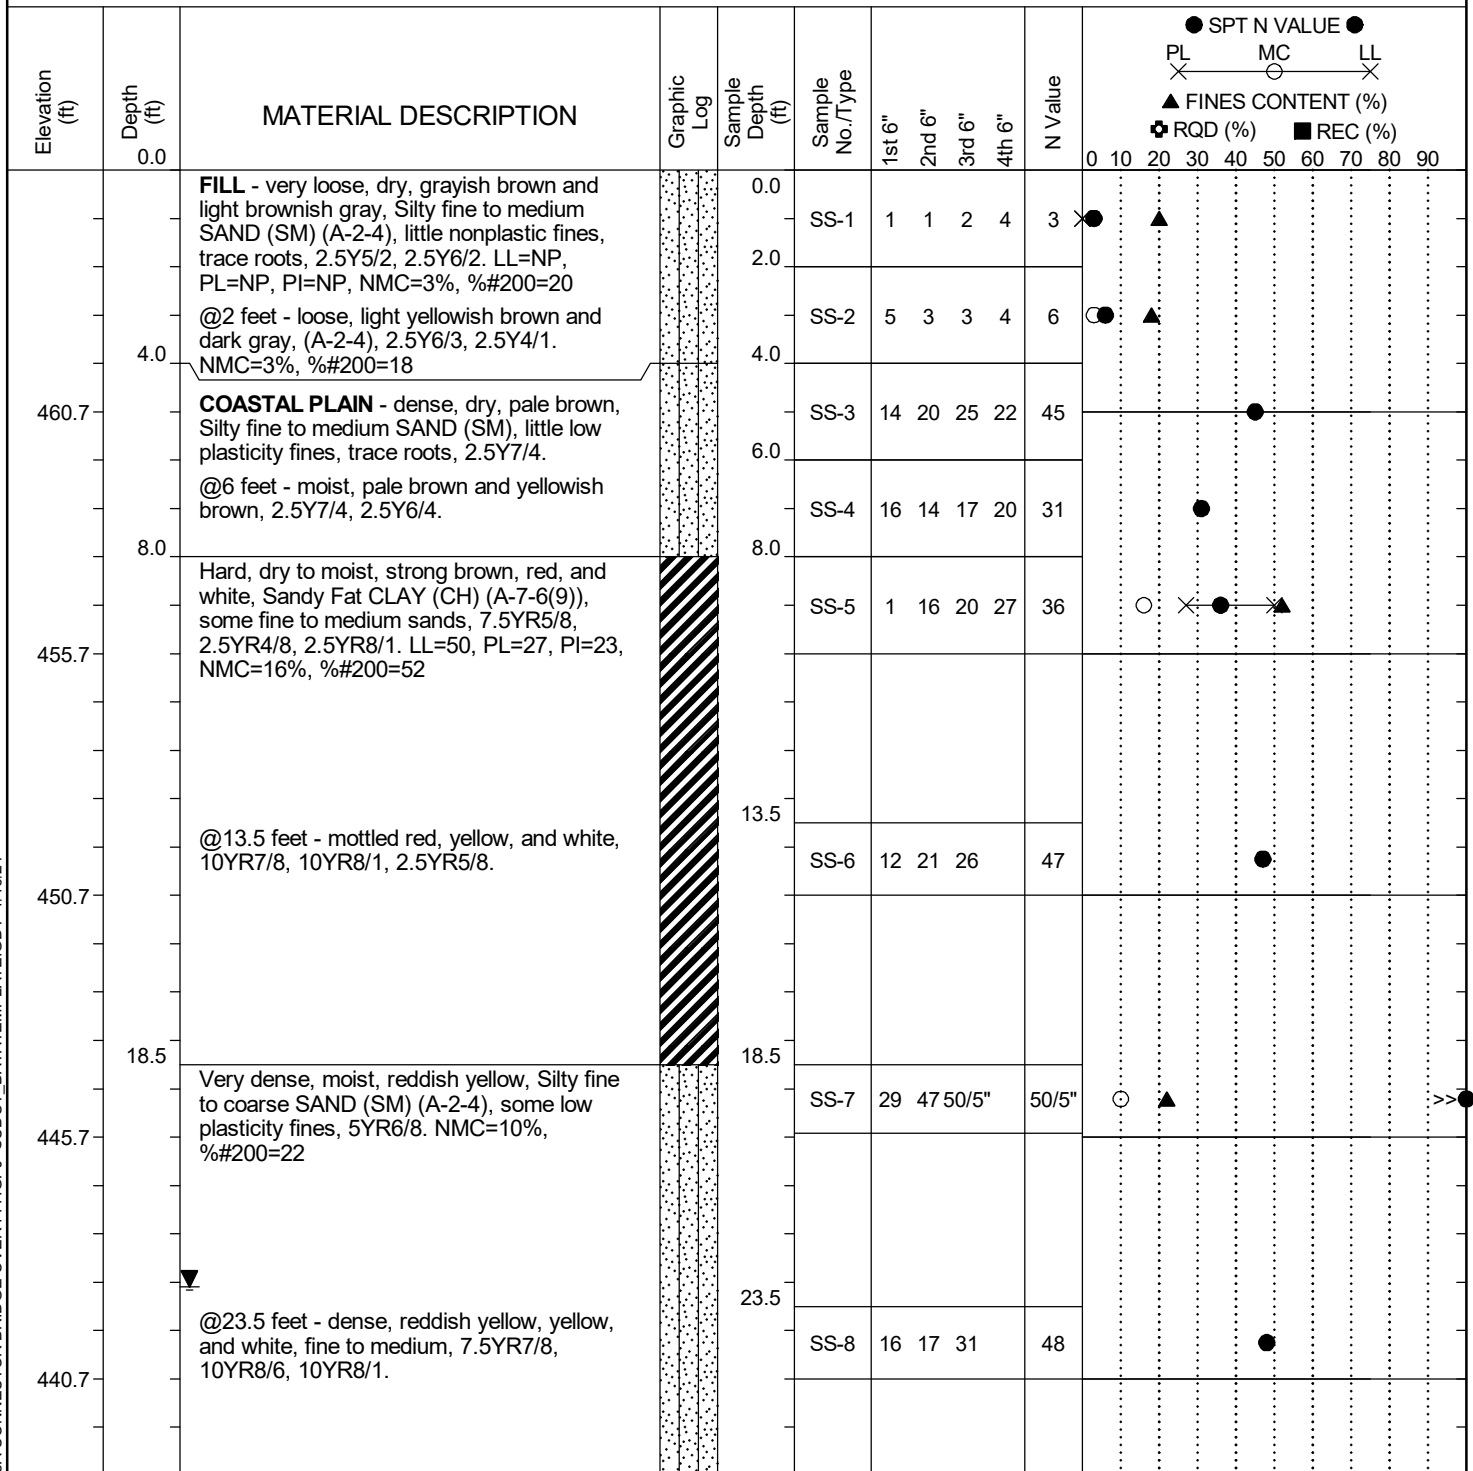 Elevation (ft)
Depth (ft)
0.0
MATERIAL DESCRIPTION
Graphic Log
Sample Depth (ft)
Sample No./Type
1st 6"
2nd 6"
3rd 6"
4th 6"
N Value
SPT N VALUE
PL MC LL
FINES CONTENT (%)
RQD (%) REC (%)
0 10 20 30 40 50 60 70 80 90
FILL - very loose, dry, grayish brown and
light brownish gray, Silty fine to medium
SAND (SM) (A-2-4), little nonplastic fines,
trace roots, 2.5Y5/2, 2.5Y6/2. LL=NP,
PL=NP, PI=NP, NMC=3%, %#200=20
0.0
SS-1 1 1 2 4 3
2.0
@2 feet - loose, light yellowish brown and
dark gray, (A-2-4), 2.5Y6/3, 2.5Y4/1.
NMC=3%, %#200=18
SS-2 5 3 3 4 6
4.0
4.0
COASTAL PLAIN - dense, dry, pale brown,
Silty fine to medium SAND (SM), little low
plasticity fines, trace roots, 2.5Y7/4.
460.7
SS-3 14 20 25 22 45
6.0
@6 feet - moist, pale brown and yellowish
brown, 2.5Y7/4, 2.5Y6/4.
SS-4 16 14 17 20 31
8.0
8.0
Hard, dry to moist, strong brown, red, and
white, Sandy Fat CLAY (CH) (A-7-6(9)),
some fine to medium sands, 7.5YR5/8,
2.5YR4/8, 2.5YR8/1. LL=50, PL=27, PI=23,
NMC=16%, %#200=52
SS-5 1 16 20 27 36
455.7
13.5
@13.5 feet - mottled red, yellow, and white,
10YR7/8, 10YR8/1, 2.5YR5/8.
SS-6 12 21 26 47
450.7
18.5
18.5
Very dense, moist, reddish yellow, Silty fine
to coarse SAND (SM) (A-2-4), some low
plasticity fines, 5YR6/8. NMC=10%,
%#200=22
SS-7 29 47 50/5" 50/5" >>
445.7
23.5
@23.5 feet - dense, reddish yellow, yellow,
and white, fine to medium, 7.5YR7/8,
10YR8/6, 10YR8/1.
SS-8 16 17 31 48
440.7